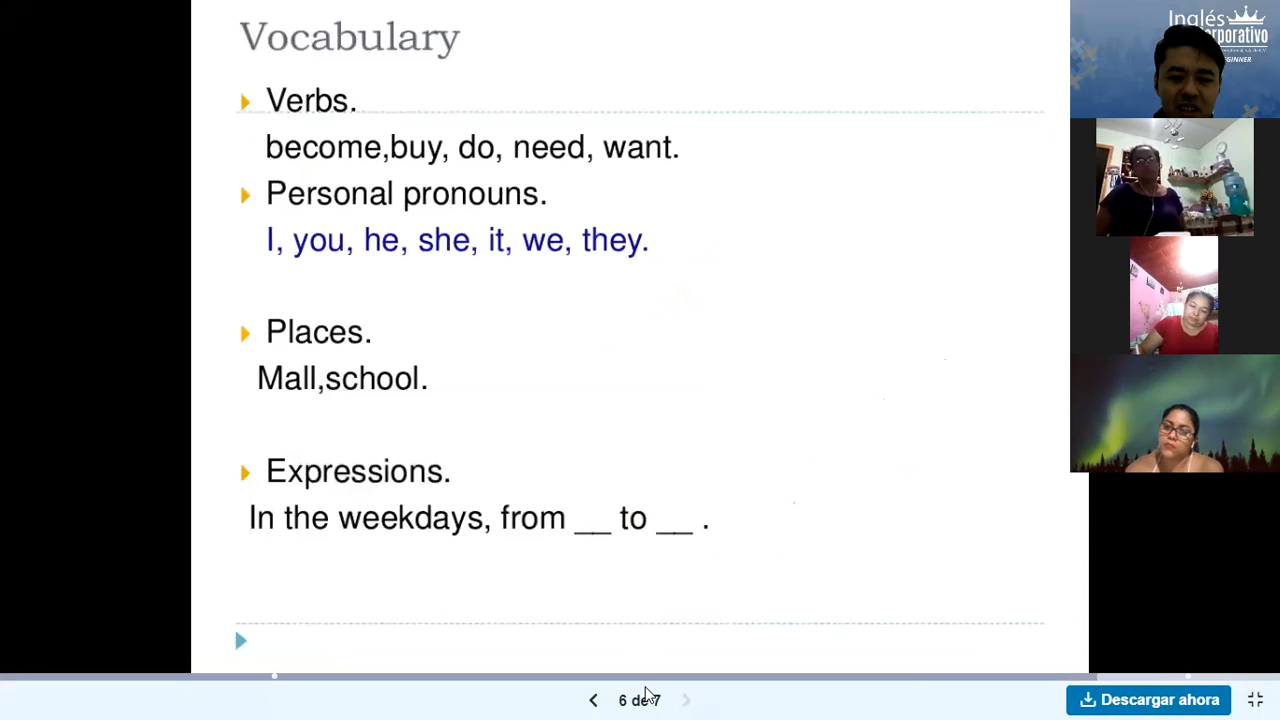 Vocabulary
Verbs.
become,buy, do, need, want.
Personal pronouns.
I, you, he, she, it, we, they.
Places.
Mall,school.
Expressions.
In the weekdays, from __ to __ .
6 de 7
Descargar ahora
Inglés